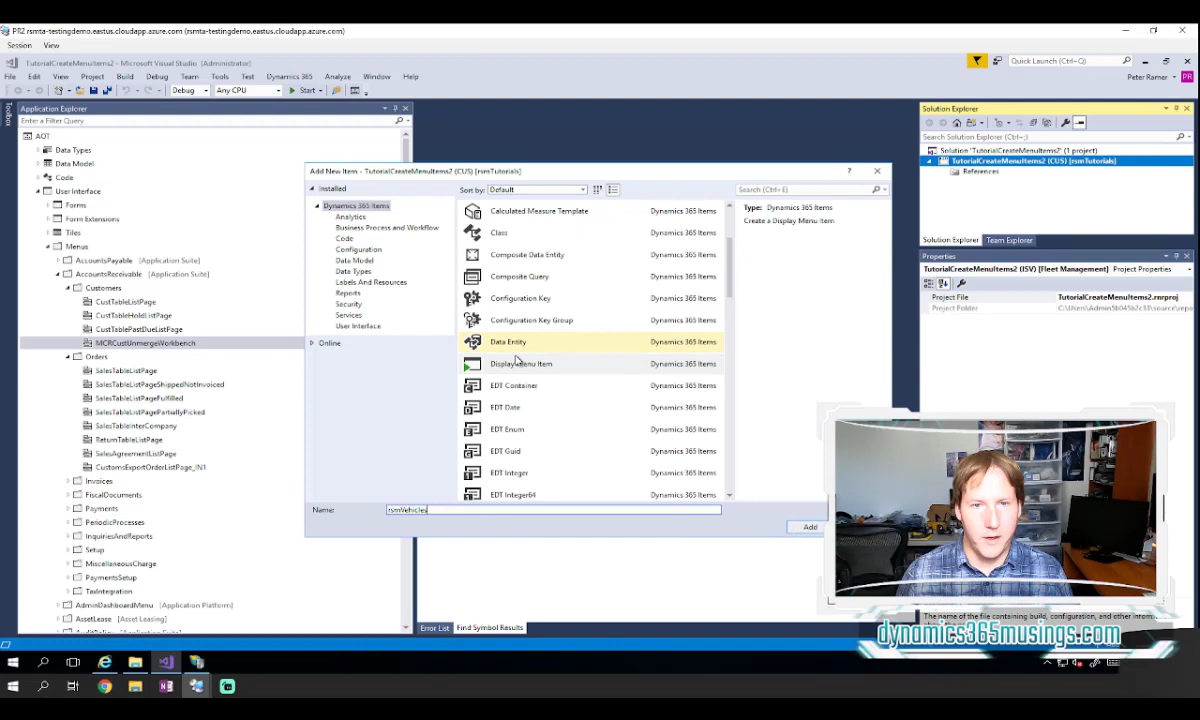 PR2 rsmta-testingdemo.eastus.cloudapp.azure.com (rsmta-testingdemo.eastus.cloudapp.azure.com)
Session View
TutorialCreateMenuItems2 - Microsoft Visual Studio (Administrator)
Quick Launch (Ctrl+Q)
File Edit View Project Build Debug Team Tools Test Dynamics 365 Analyze Window Help
Peter Ramer PR
Debug Any CPU Start
Toolbox
Application Explorer
Enter a Filter Query
AOT
Data Types
Data Model
Code
User Interface
Forms
Form Extensions
Tiles
Menus
AccountsPayable [Application Suite]
AccountsReceivable [Application Suite]
Customers
CustTableListPage
CustTableHoldListPage
CustTablePastDueListPage
MCRCustUnmergeWorkbench
Orders
SalesTableListPage
SalesTableListPageShippedNotInvoiced
SalesTableListPageFulfilled
SalesTableListPagePartiallyPicked
SalesTableInterCompany
ReturnTableListPage
SalesAgreementListPage
CustomsExportOrderListPage_IN1
Invoices
FiscalDocuments
Payments
PeriodicProcesses
InquiriesAndReports
Setup
MiscellaneousCharge
PaymentsSetup
TaxIntegration
AdminDashboardMenu [Application Platform]
AssetLease [Asset Leasing]
Add New Item - TutorialCreateMenuItems2 (CUS) [rsmTutorials]
?
Installed
Sort by: Default
Search (Ctrl+E)
Dynamics 365 Items
Analytics
Business Process and Workflow
Code
Configuration
Data Model
Data Types
Labels And Resources
Reports
Security
Services
User Interface
Online
Calculated Measure Template Dynamics 365 Items
Class Dynamics 365 Items
Composite Data Entity Dynamics 365 Items
Composite Query Dynamics 365 Items
Configuration Key Dynamics 365 Items
Configuration Key Group Dynamics 365 Items
Data Entity Dynamics 365 Items
Display Menu Item Dynamics 365 Items
EDT Container Dynamics 365 Items
EDT Date Dynamics 365 Items
EDT Enum Dynamics 365 Items
EDT Guid Dynamics 365 Items
EDT Integer Dynamics 365 Items
EDT Integer64 Dynamics 365 Items
Type: Dynamics 365 Items
Create a Display Menu Item
Name: rsmVehicles
Add
Error List Find Symbol Results
Solution Explorer
Search Solution Explorer (Ctrl+;)
Solution 'TutorialCreateMenuItems2' (1 project)
TutorialCreateMenuItems2 (CUS) [rsmTutorials]
References
Solution Explorer Team Explorer
Properties
TutorialCreateMenuItems2 (ISV) [Fleet Management] Project Properties
Project File TutorialCreateMenuItems2.rnrproj
Project Folder
The name of the file containing build, configuration, and other
dynamics365musings.com